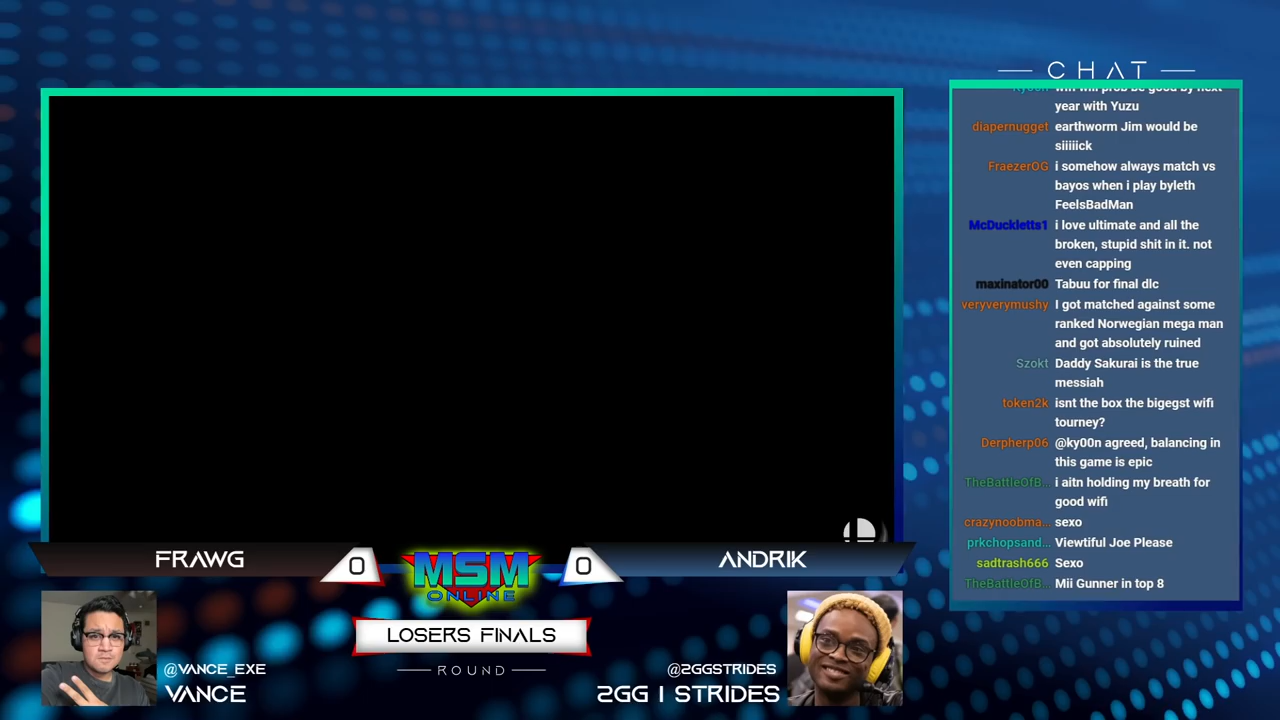 CHAT
year with Yuzu
diapernugget earthworm Jim would be
siiiiick
FraezerOG i somehow always match vs
bayos when i play byleth
FeelsBadMan
McDuckletts1 i love ultimate and all the
broken, stupid shit in it. not
even capping
maxinator00 Tabuu for final dlc
veryverymushy I got matched against some
ranked Norwegian mega man
and got absolutely ruined
Szokt Daddy Sakurai is the true
messiah
token2k isnt the box the bigegst wifi
tourney?
Derpherp06 @ky00n agreed, balancing in
this game is epic
TheBattleOfB... i aitn holding my breath for
good wifi
crazynoobma... sexo
prkchopsand... Viewtiful Joe Please
sadtrash666 Sexo
TheBattleOfB... Mii Gunner in top 8
FRAWG 0
MSM
ONLINE
0 ANDRIK
LOSERS FINALS
ROUND
@VANCE_EXE
VANCE
@2GGSTRIDES
2GG | STRIDES